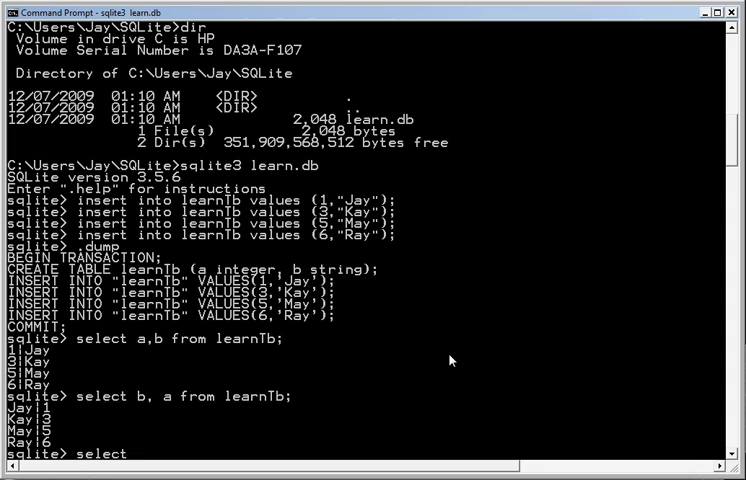 Command Prompt - sqlite3 learn.db
C:\Users\Jay\SQLite>dir
Volume in drive C is HP
Volume Serial Number is DA3A-F107
Directory of C:\Users\Jay\SQLite
12/07/2009 01:10 AM <DIR> .
12/07/2009 01:10 AM <DIR> ..
12/07/2009 01:10 AM 2,048 learn.db
1 File(s) 2,048 bytes
2 Dir(s) 351,909,568,512 bytes free
C:\Users\Jay\SQLite>sqlite3 learn.db
SQLite version 3.5.6
Enter ".help" for instructions
sqlite> insert into learnTb values (1,"Jay");
sqlite> insert into learnTb values (3,"Kay");
sqlite> insert into learnTb values (5,"May");
sqlite> insert into learnTb values (6,"Ray");
sqlite> .dump
BEGIN TRANSACTION;
CREATE TABLE learnTb (a integer, b string);
INSERT INTO "learnTb" VALUES(1,'Jay');
INSERT INTO "learnTb" VALUES(3,'Kay');
INSERT INTO "learnTb" VALUES(5,'May');
INSERT INTO "learnTb" VALUES(6,'Ray');
COMMIT;
sqlite> select a,b from learnTb;
1|Jay
3|Kay
5|May
6|Ray
sqlite> select b, a from learnTb;
Jay|1
Kay|3
May|5
Ray|6
sqlite> select